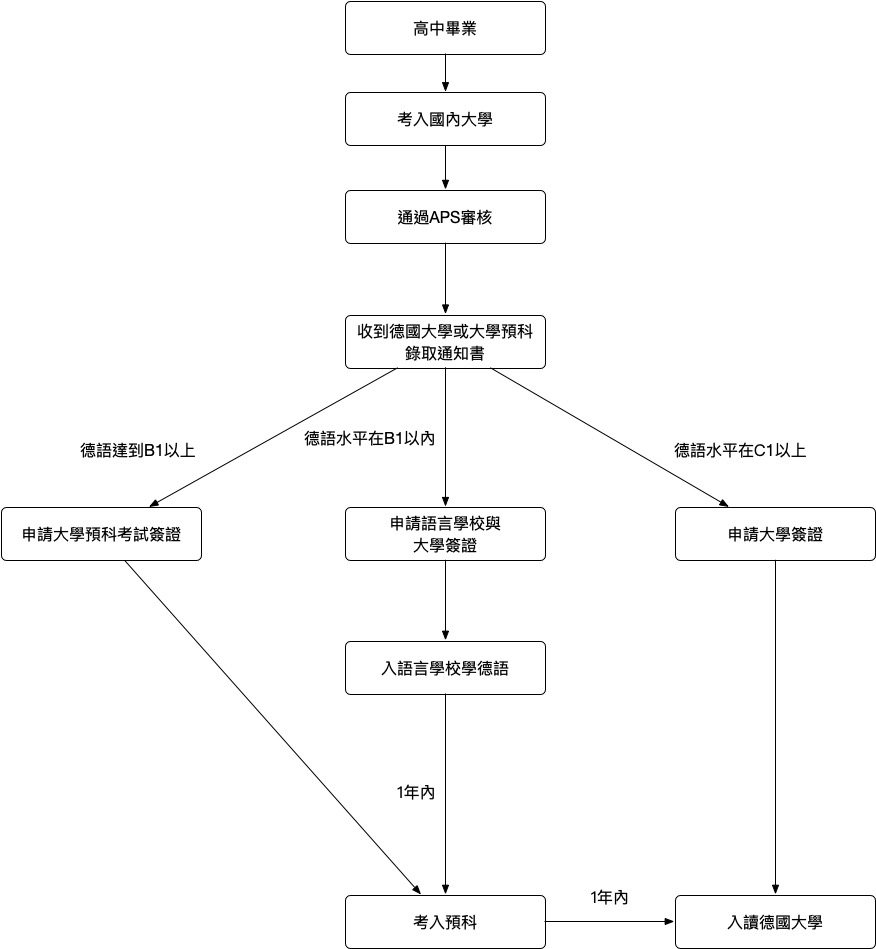 高中畢業
考入國內大學
通過APS審核
收到德國大學或大學預科
錄取通知書
德語達到B1以上
德語水平在B1以內
德語水平在C1以上
申請大學預科考試簽證
申請語言學校與
大學簽證
申請大學簽證
入語言學校學德語
1年內
考入預科
1年內
入讀德國大學